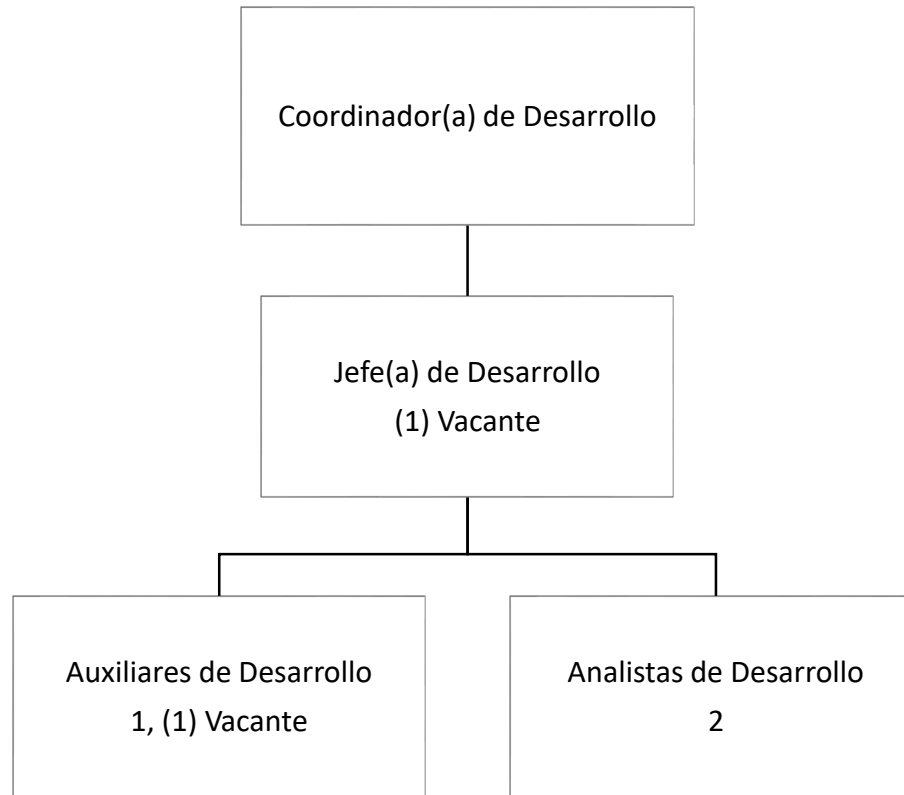 Coordinador(a) de Desarrollo
Jefe(a) de Desarrollo
(1) Vacante
Auxiliares de Desarrollo
1, (1) Vacante
Analistas de Desarrollo
2